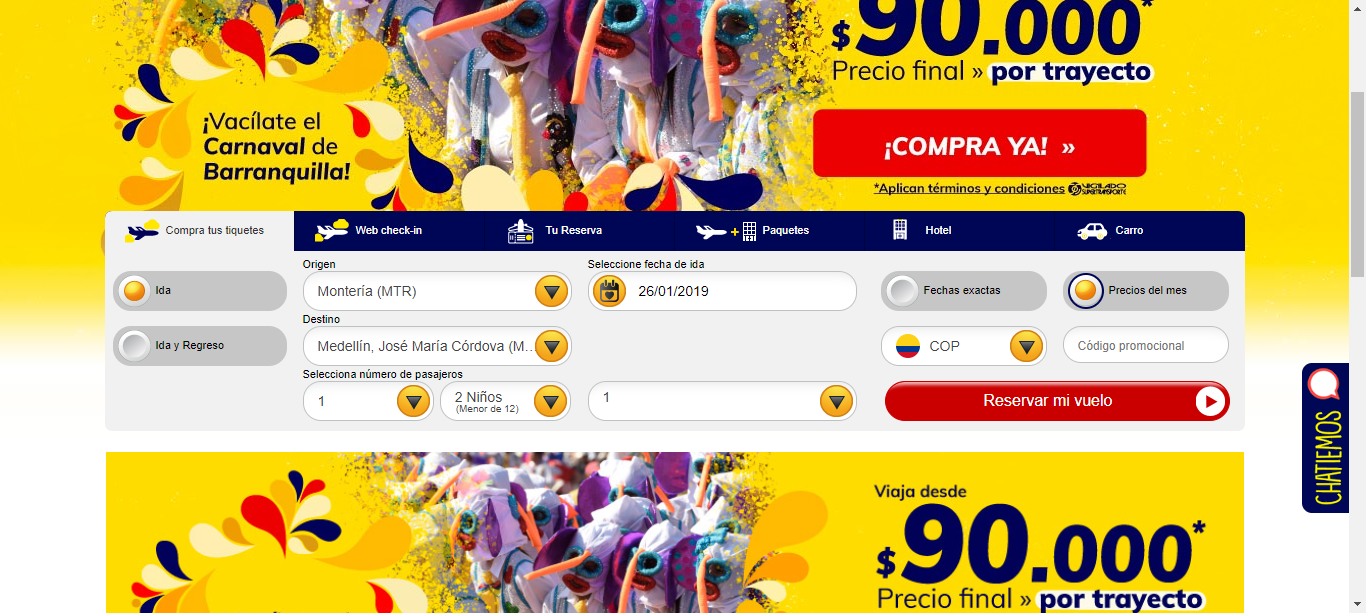 $90.000*
Precio final » por trayecto
¡Vacílate el
Carnaval de
Barranquilla!
¡COMPRA YA! »
*Aplican términos y condiciones VIGILADO SUPERTRANSPORTE
Compra tus tiquetes
Web check-in
Tu Reserva
Paquetes
Hotel
Carro
Ida
Ida y Regreso
Origen
Montería (MTR)
Destino
Medellín, José María Córdova (M...
Selecciona número de pasajeros
1
2 Niños
(Menor de 12)
1
Seleccione fecha de ida
26/01/2019
Fechas exactas
Precios del mes
COP
Código promocional
Reservar mi vuelo
CHATIEMOS
Viaja desde
$90.000*
Precio final » por trayecto